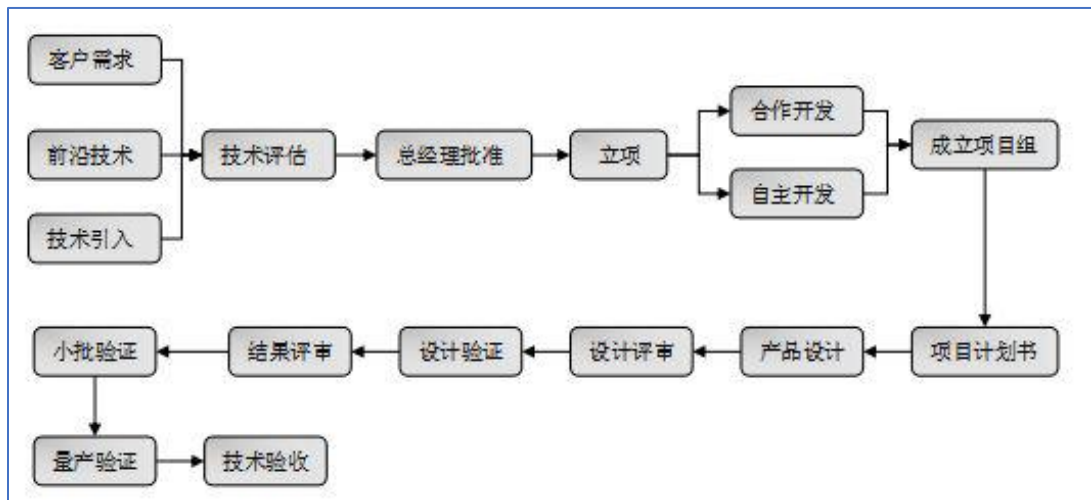 客户需求
前沿技术
技术引入
技术评估
总经理批准
立项
合作开发
自主开发
成立项目组
项目计划书
产品设计
设计评审
设计验证
结果评审
小批验证
量产验证
技术验收